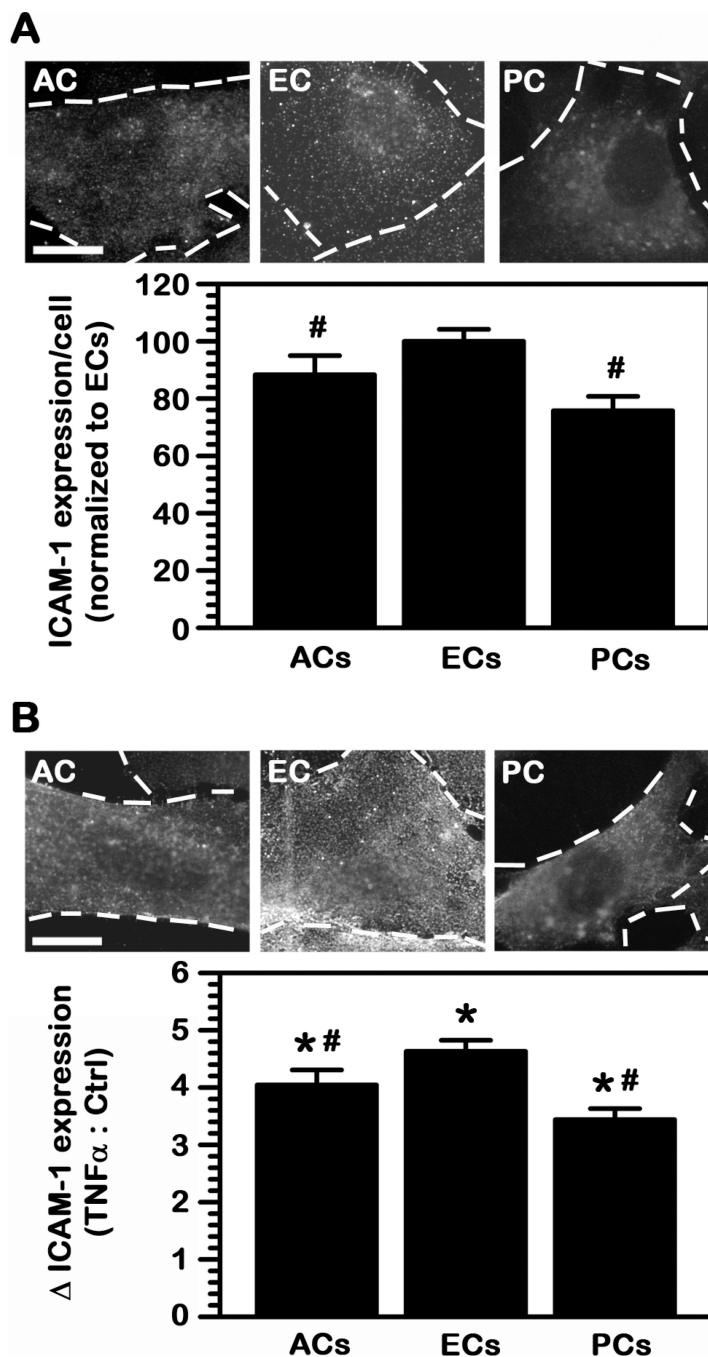 A
AC
EC
PC
ICAM-1 expression/cell
(normalized to ECs)
120
100
80
60
40
20
0
#
#
ACs
ECs
PCs
B
AC
EC
PC
Δ ICAM-1 expression
(TNFα : Ctrl)
6
5
4
3
2
1
0
* #
*
* #
ACs
ECs
PCs